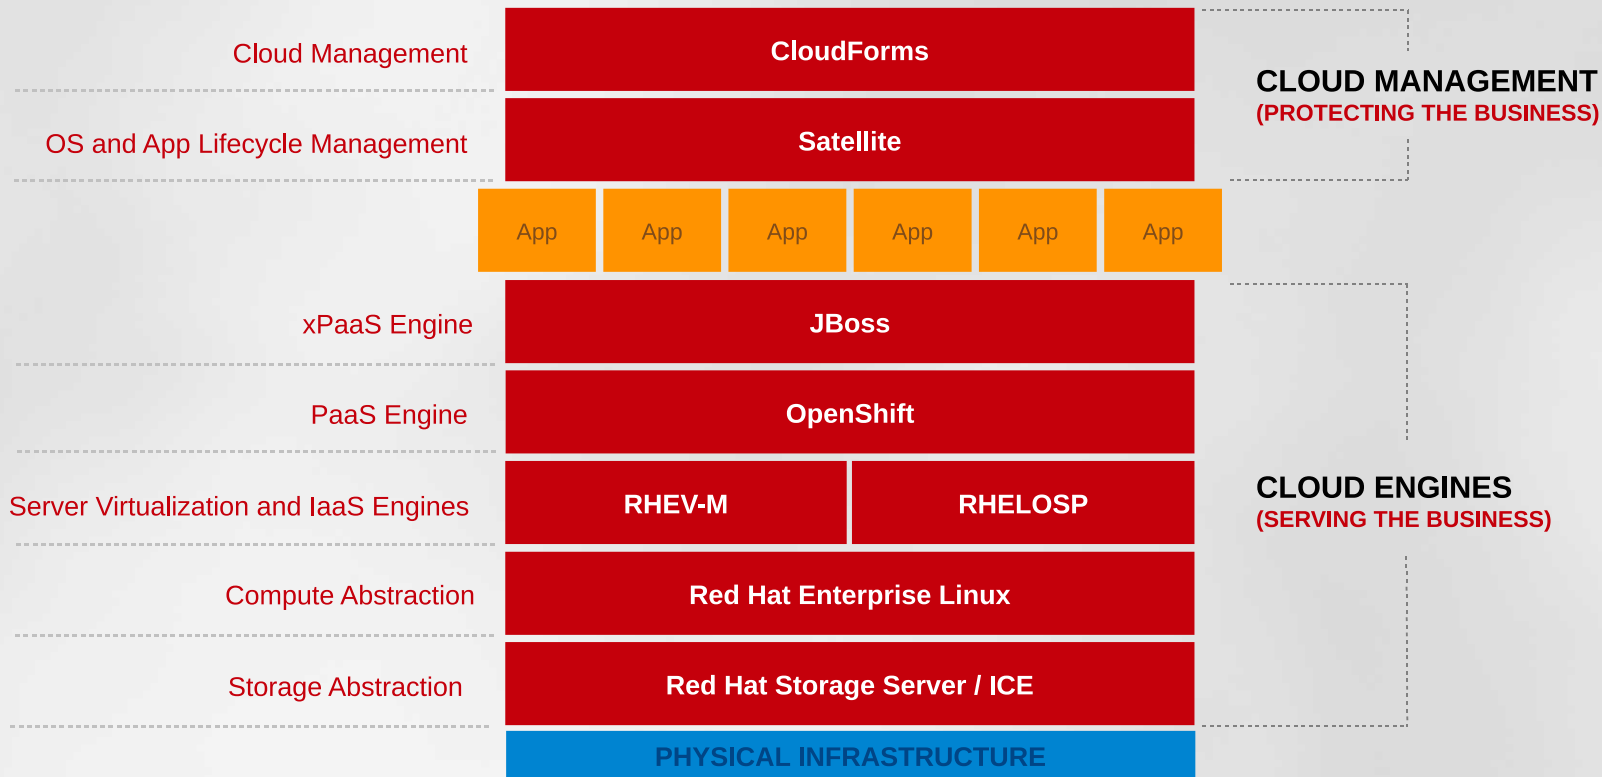 Cloud Management
CloudForms
CLOUD MANAGEMENT
(PROTECTING THE BUSINESS)
OS and App Lifecycle Management
Satellite
App
App
App
App
App
App
xPaaS Engine
JBoss
PaaS Engine
OpenShift
Server Virtualization and IaaS Engines
RHEV-M
RHELOSP
CLOUD ENGINES
(SERVING THE BUSINESS)
Compute Abstraction
Red Hat Enterprise Linux
Storage Abstraction
Red Hat Storage Server / ICE
PHYSICAL INFRASTRUCTURE